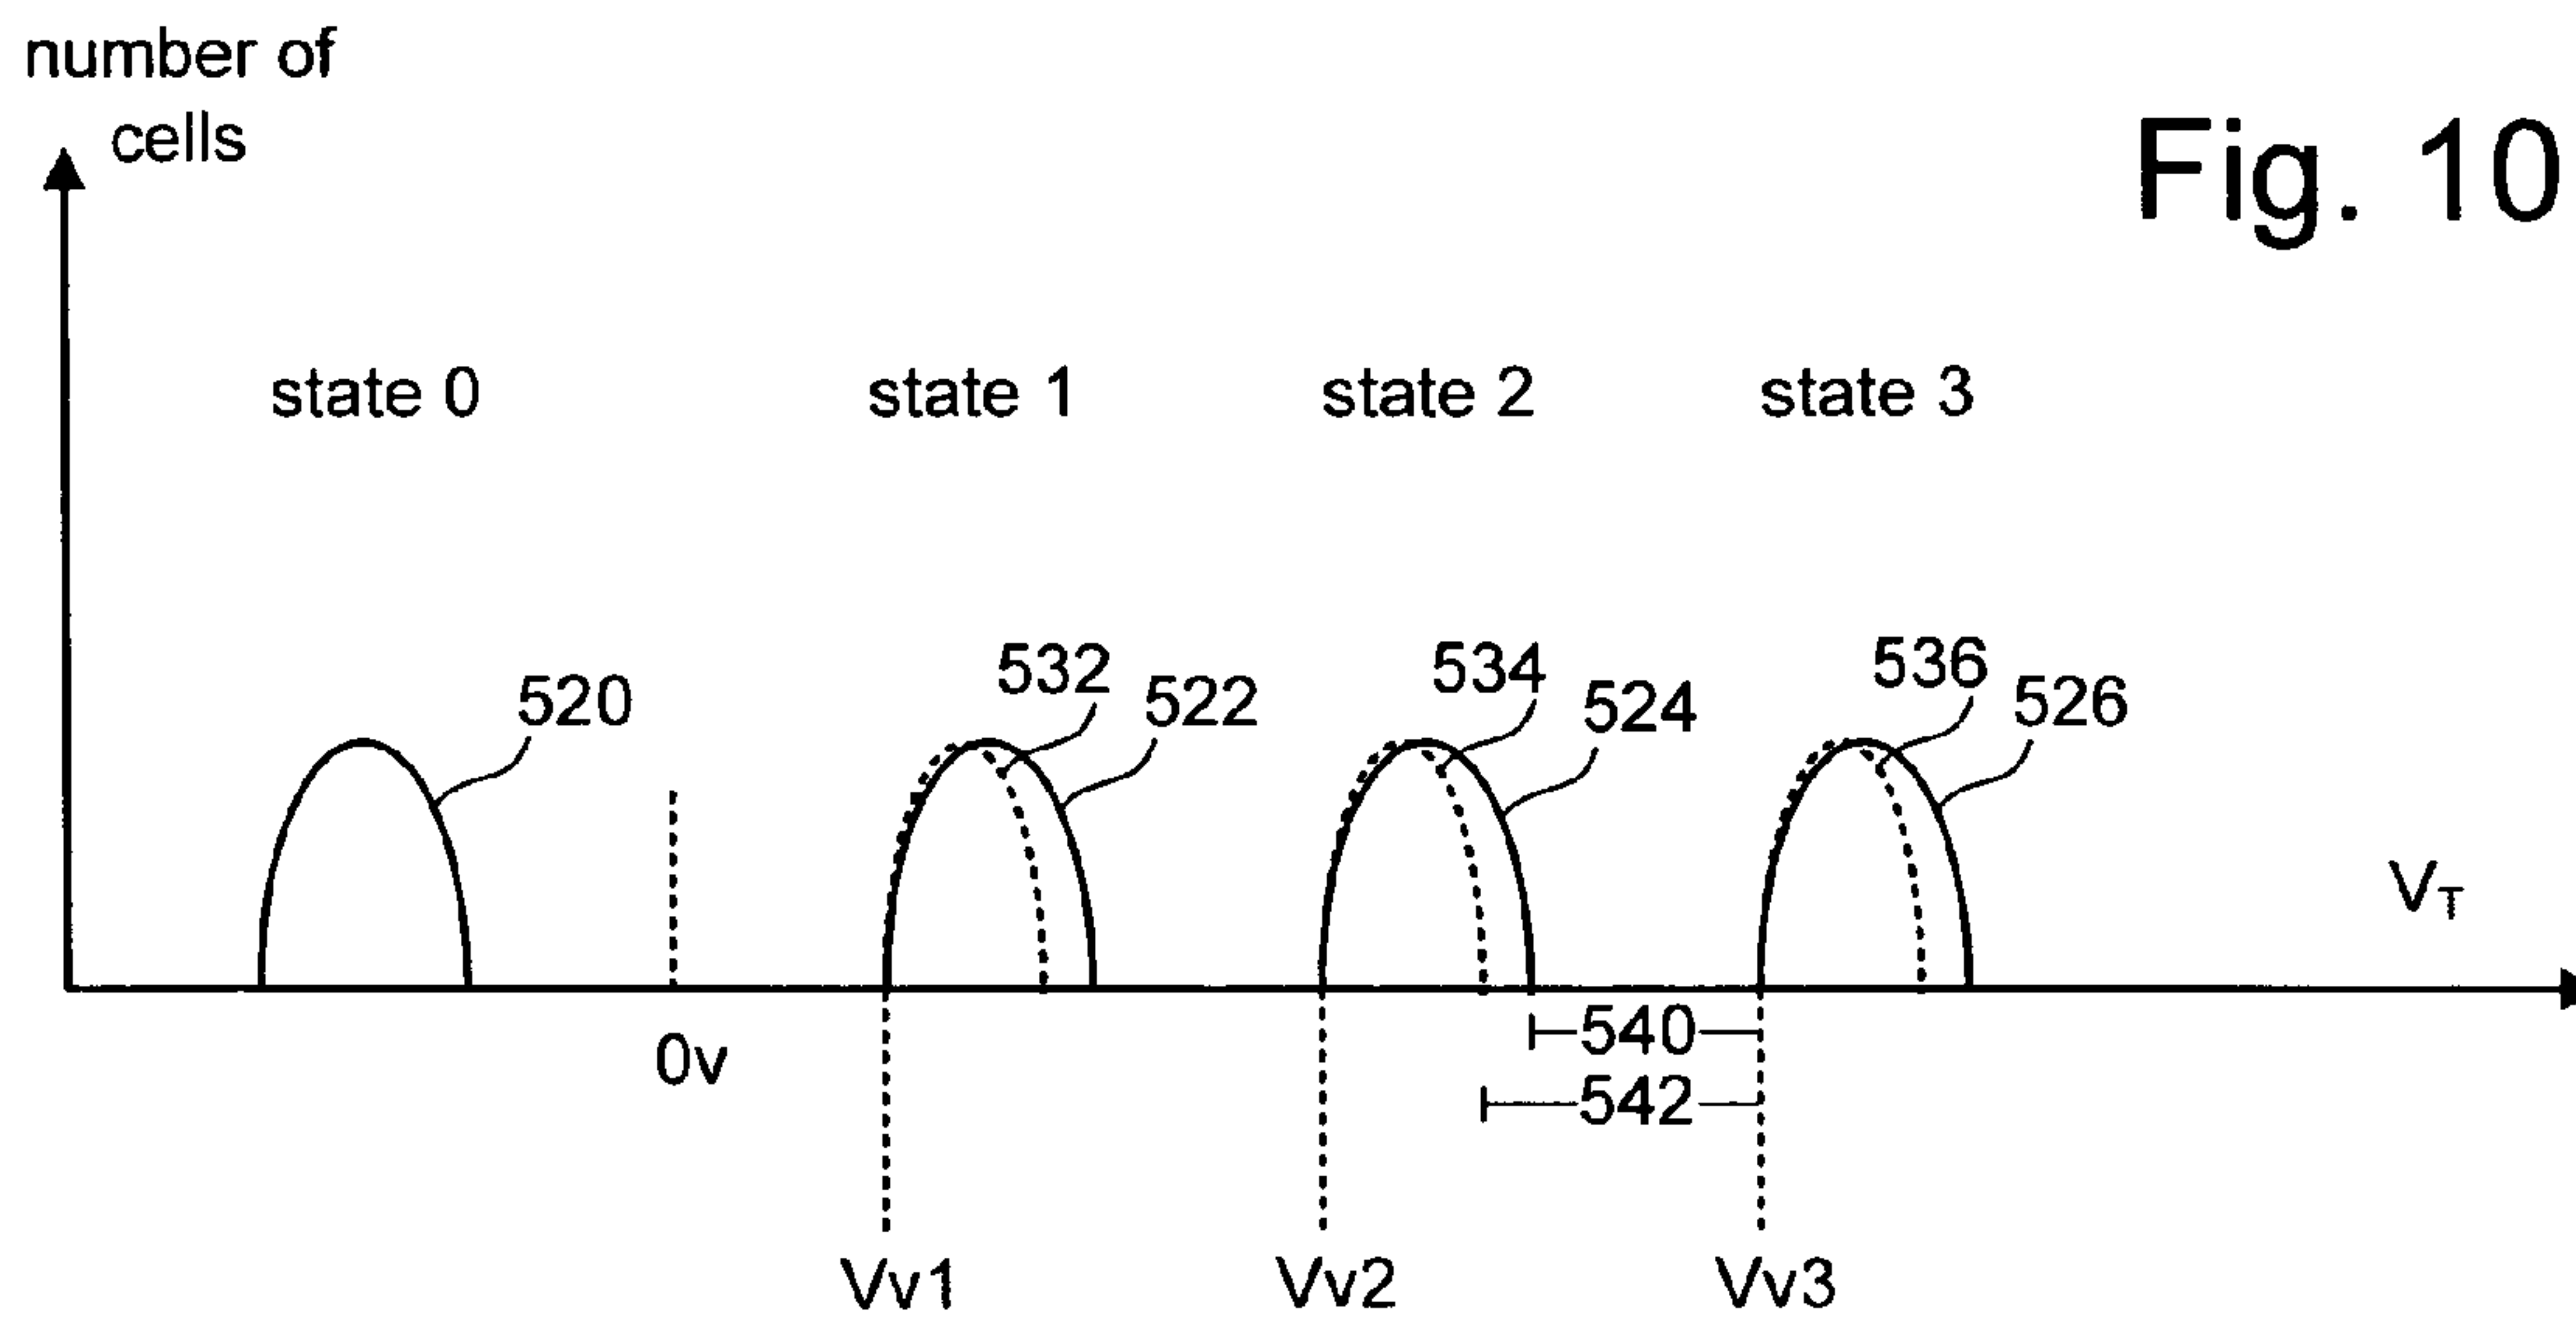 number of
cells
Fig. 10
state 0 state 1 state 2 state 3
532 534 536
520 522 524 526
V_T
0v
540
542
Vv1 Vv2 Vv3